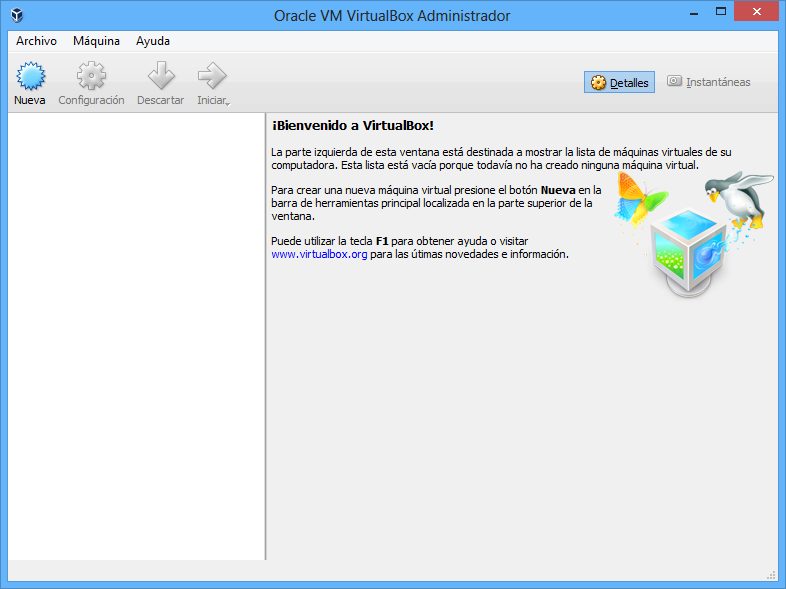 Oracle VM VirtualBox Administrador
Archivo Máquina Ayuda
Nueva Configuración Descartar Iniciar
Detalles Instantáneas
¡Bienvenido a VirtualBox!
La parte izquierda de esta ventana está destinada a mostrar la lista de máquinas virtuales de su
computadora. Esta lista está vacía porque todavía no ha creado ninguna máquina virtual.
Para crear una nueva máquina virtual presione el botón Nueva en la
barra de herramientas principal localizada en la parte superior de la
ventana.
Puede utilizar la tecla F1 para obtener ayuda o visitar
www.virtualbox.org para las útimas novedades e información.